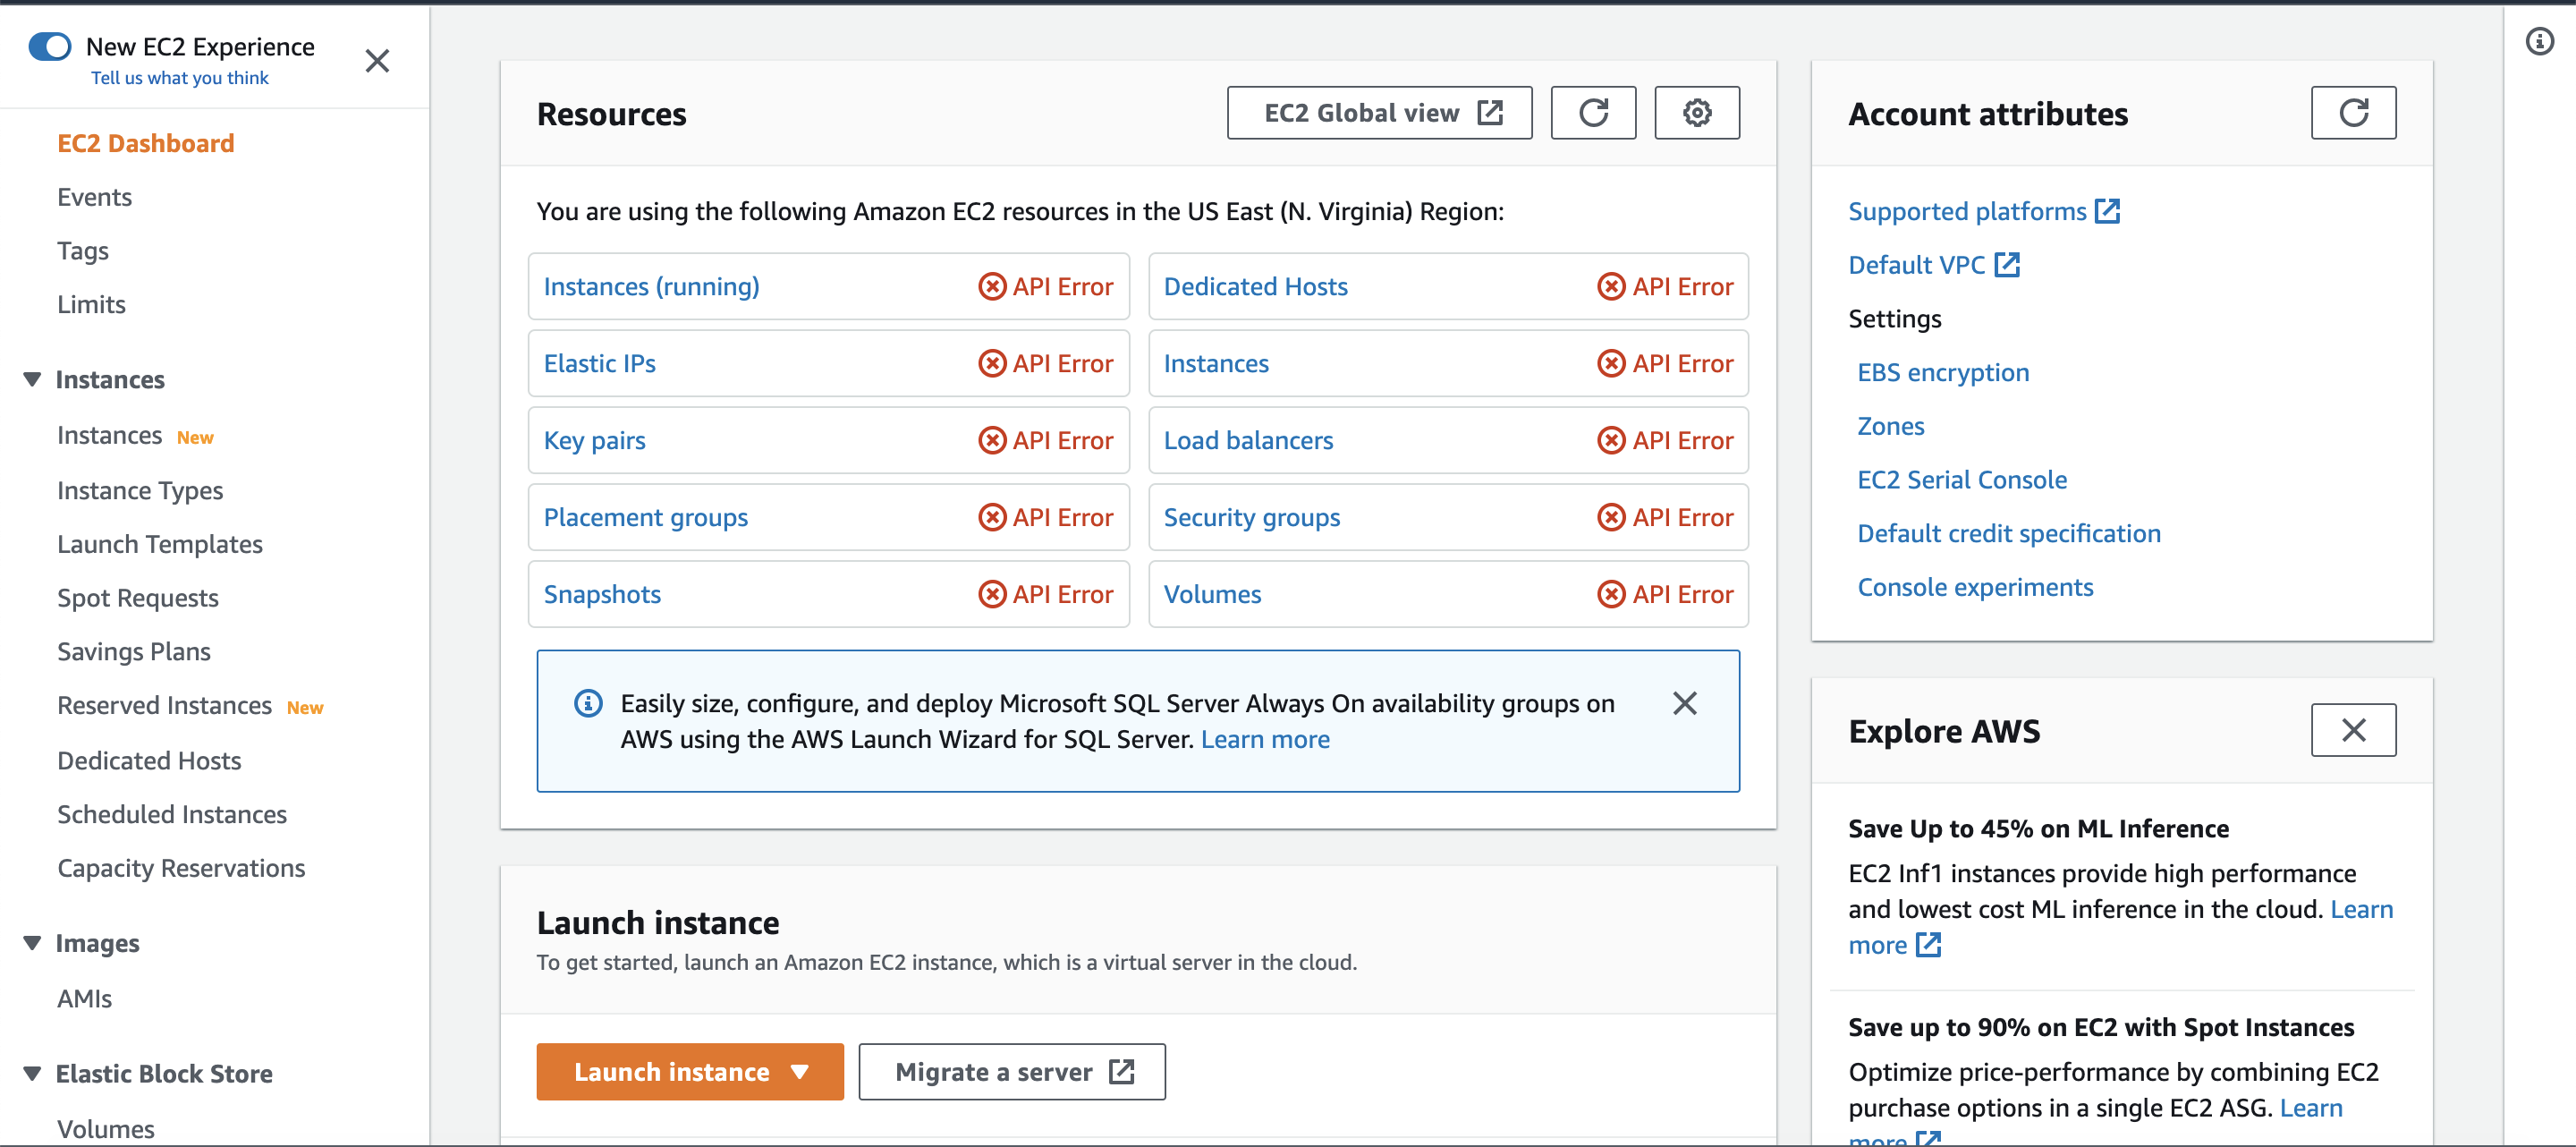 New EC2 Experience
Tell us what you think
EC2 Dashboard
Events
Tags
Limits
Instances
Instances New
Instance Types
Launch Templates
Spot Requests
Savings Plans
Reserved Instances New
Dedicated Hosts
Scheduled Instances
Capacity Reservations
Images
AMIs
Elastic Block Store
Volumes
Resources
EC2 Global view
You are using the following Amazon EC2 resources in the US East (N. Virginia) Region:
Instances (running) API Error
Dedicated Hosts API Error
Elastic IPs API Error
Instances API Error
Key pairs API Error
Load balancers API Error
Placement groups API Error
Security groups API Error
Snapshots API Error
Volumes API Error
Easily size, configure, and deploy Microsoft SQL Server Always On availability groups on
AWS using the AWS Launch Wizard for SQL Server. Learn more
Launch instance
To get started, launch an Amazon EC2 instance, which is a virtual server in the cloud.
Launch instance
Migrate a server
Account attributes
Supported platforms
Default VPC
Settings
EBS encryption
Zones
EC2 Serial Console
Default credit specification
Console experiments
Explore AWS
Save Up to 45% on ML Inference
EC2 Inf1 instances provide high performance
and lowest cost ML inference in the cloud. Learn
more
Save up to 90% on EC2 with Spot Instances
Optimize price-performance by combining EC2
purchase options in a single EC2 ASG. Learn
more